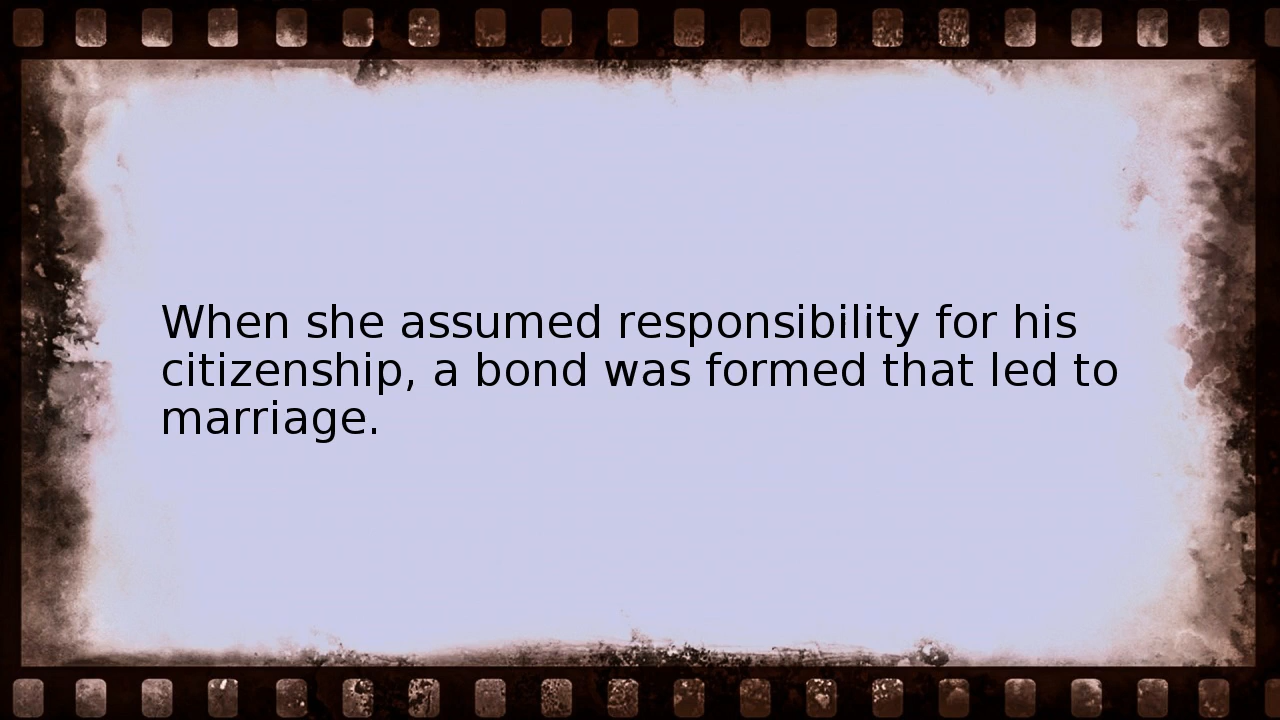 When she assumed responsibility for his
citizenship, a bond was formed that led to
marriage.